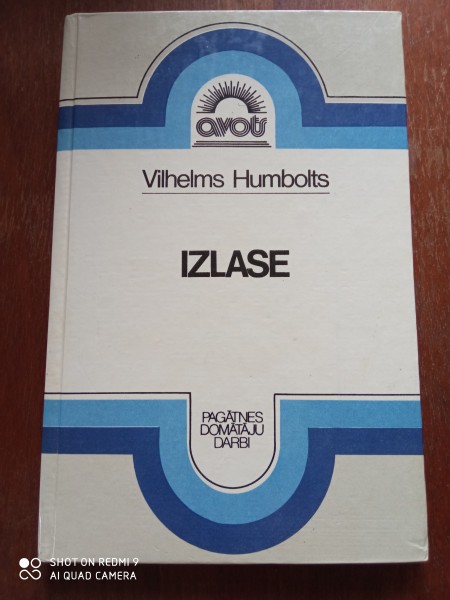 avots
Vilhelms Humbolts
IZLASE
PAGĀTNES
DOMĀTĀJU
DARBI
SHOT ON REDMI 9
AI QUAD CAMERA